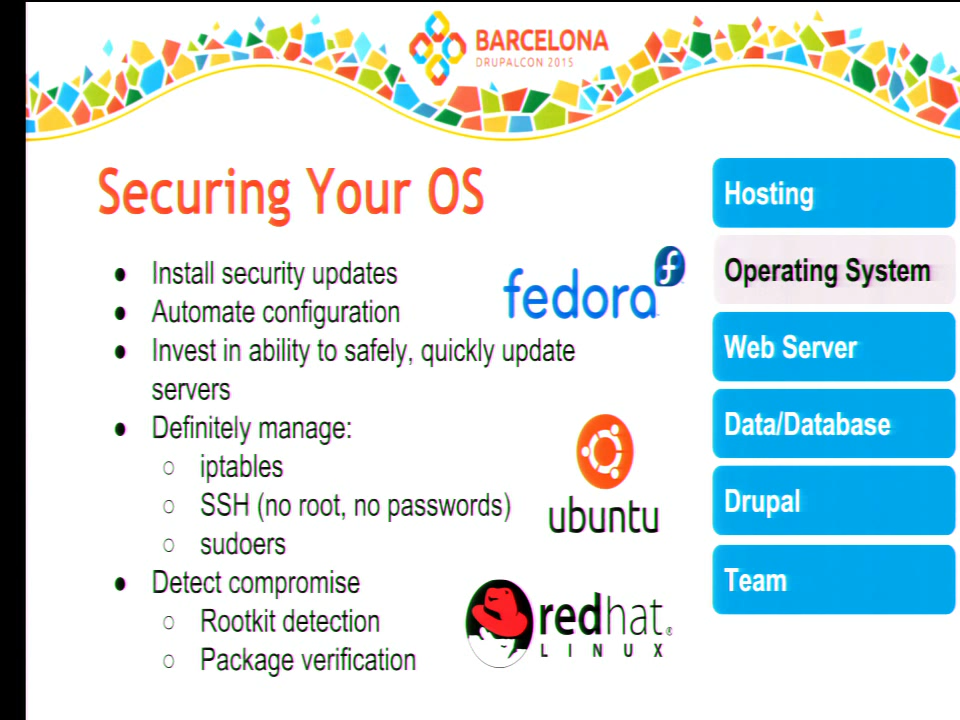 BARCELONA
DRUPALCON 2015
Securing Your OS
● Install security updates
● Automate configuration
● Invest in ability to safely, quickly update
servers
● Definitely manage:
○ iptables
○ SSH (no root, no passwords)
○ sudoers
● Detect compromise
○ Rootkit detection
○ Package verification
fedora
ubuntu
redhat®
LINUX
Hosting
Operating System
Web Server
Data/Database
Drupal
Team